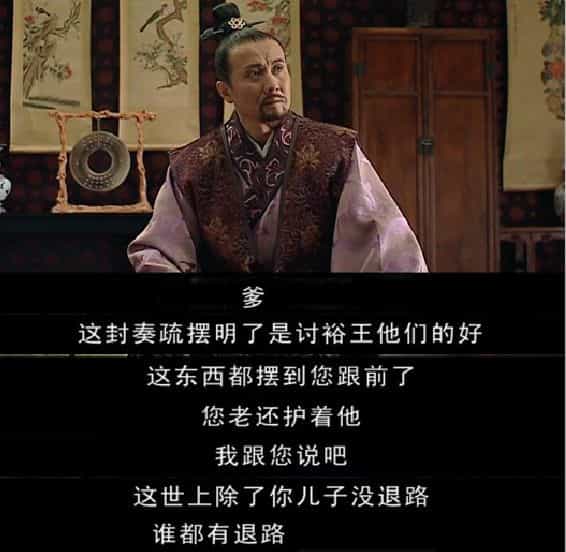 爹
这封奏疏摆明了是讨裕王他们的好
这东西都摆到您跟前了
您老还护着他
我跟您说吧
这世上除了你儿子没退路
谁都有退路